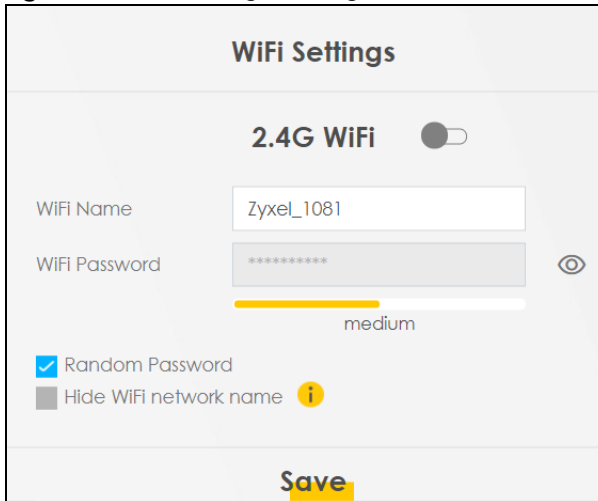 WiFi Settings
2.4G WiFi
WiFi Name Zyxel_1081
WiFi Password **********
medium
Random Password
Hide WiFi network name i
Save